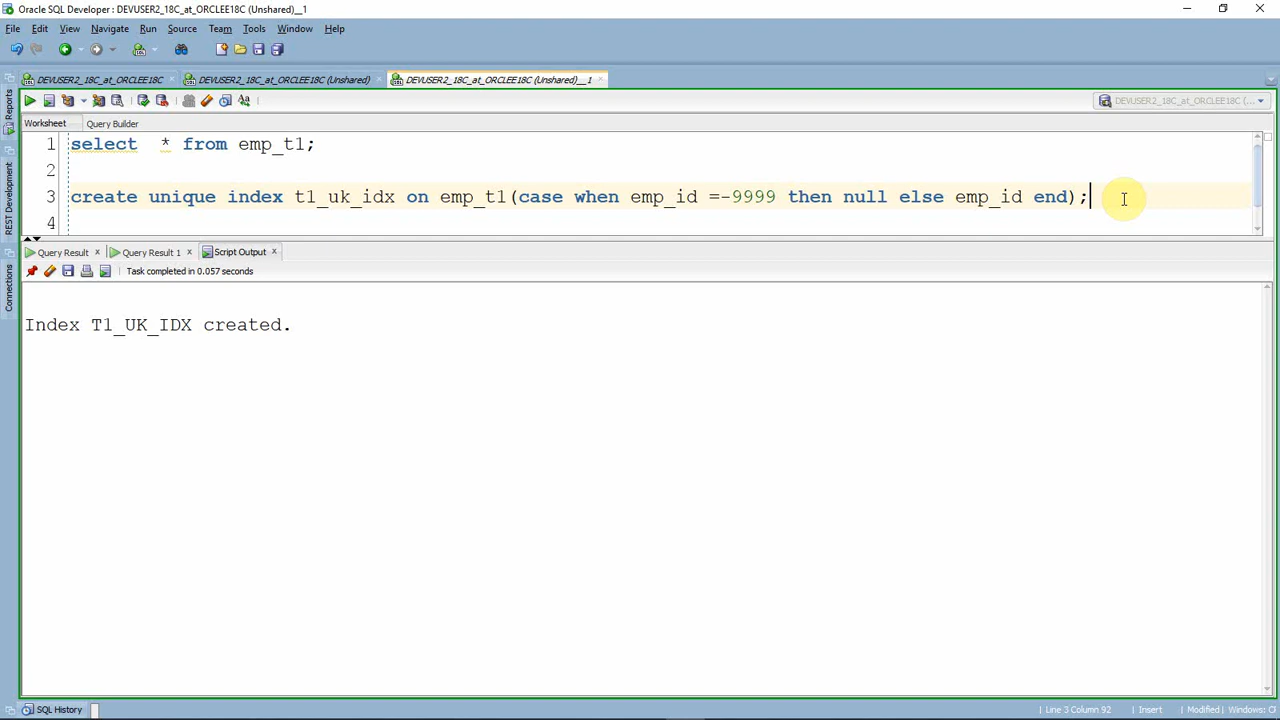 Oracle SQL Developer : DEVUSER2_18C_at_ORCLEE18C (Unshared)__1
File Edit View Navigate Run Source Team Tools Window Help
DEVUSER2_18C_at_ORCLEE18C DEVUSER2_18C_at_ORCLEE18C (Unshared) DEVUSER2_18C_at_ORCLEE18C (Unshared)__1
Reports
REST Development
Connections
DEVUSER2_18C_at_ORCLEE18C (...
Worksheet Query Builder
1 select * from emp_t1;
2
3 create unique index t1_uk_idx on emp_t1(case when emp_id =-9999 then null else emp_id end);
4
Query Result Query Result 1 Script Output
Task completed in 0.057 seconds
Index T1_UK_IDX created.
SQL History
Line 3 Column 92 Insert Modified Windows: Cl